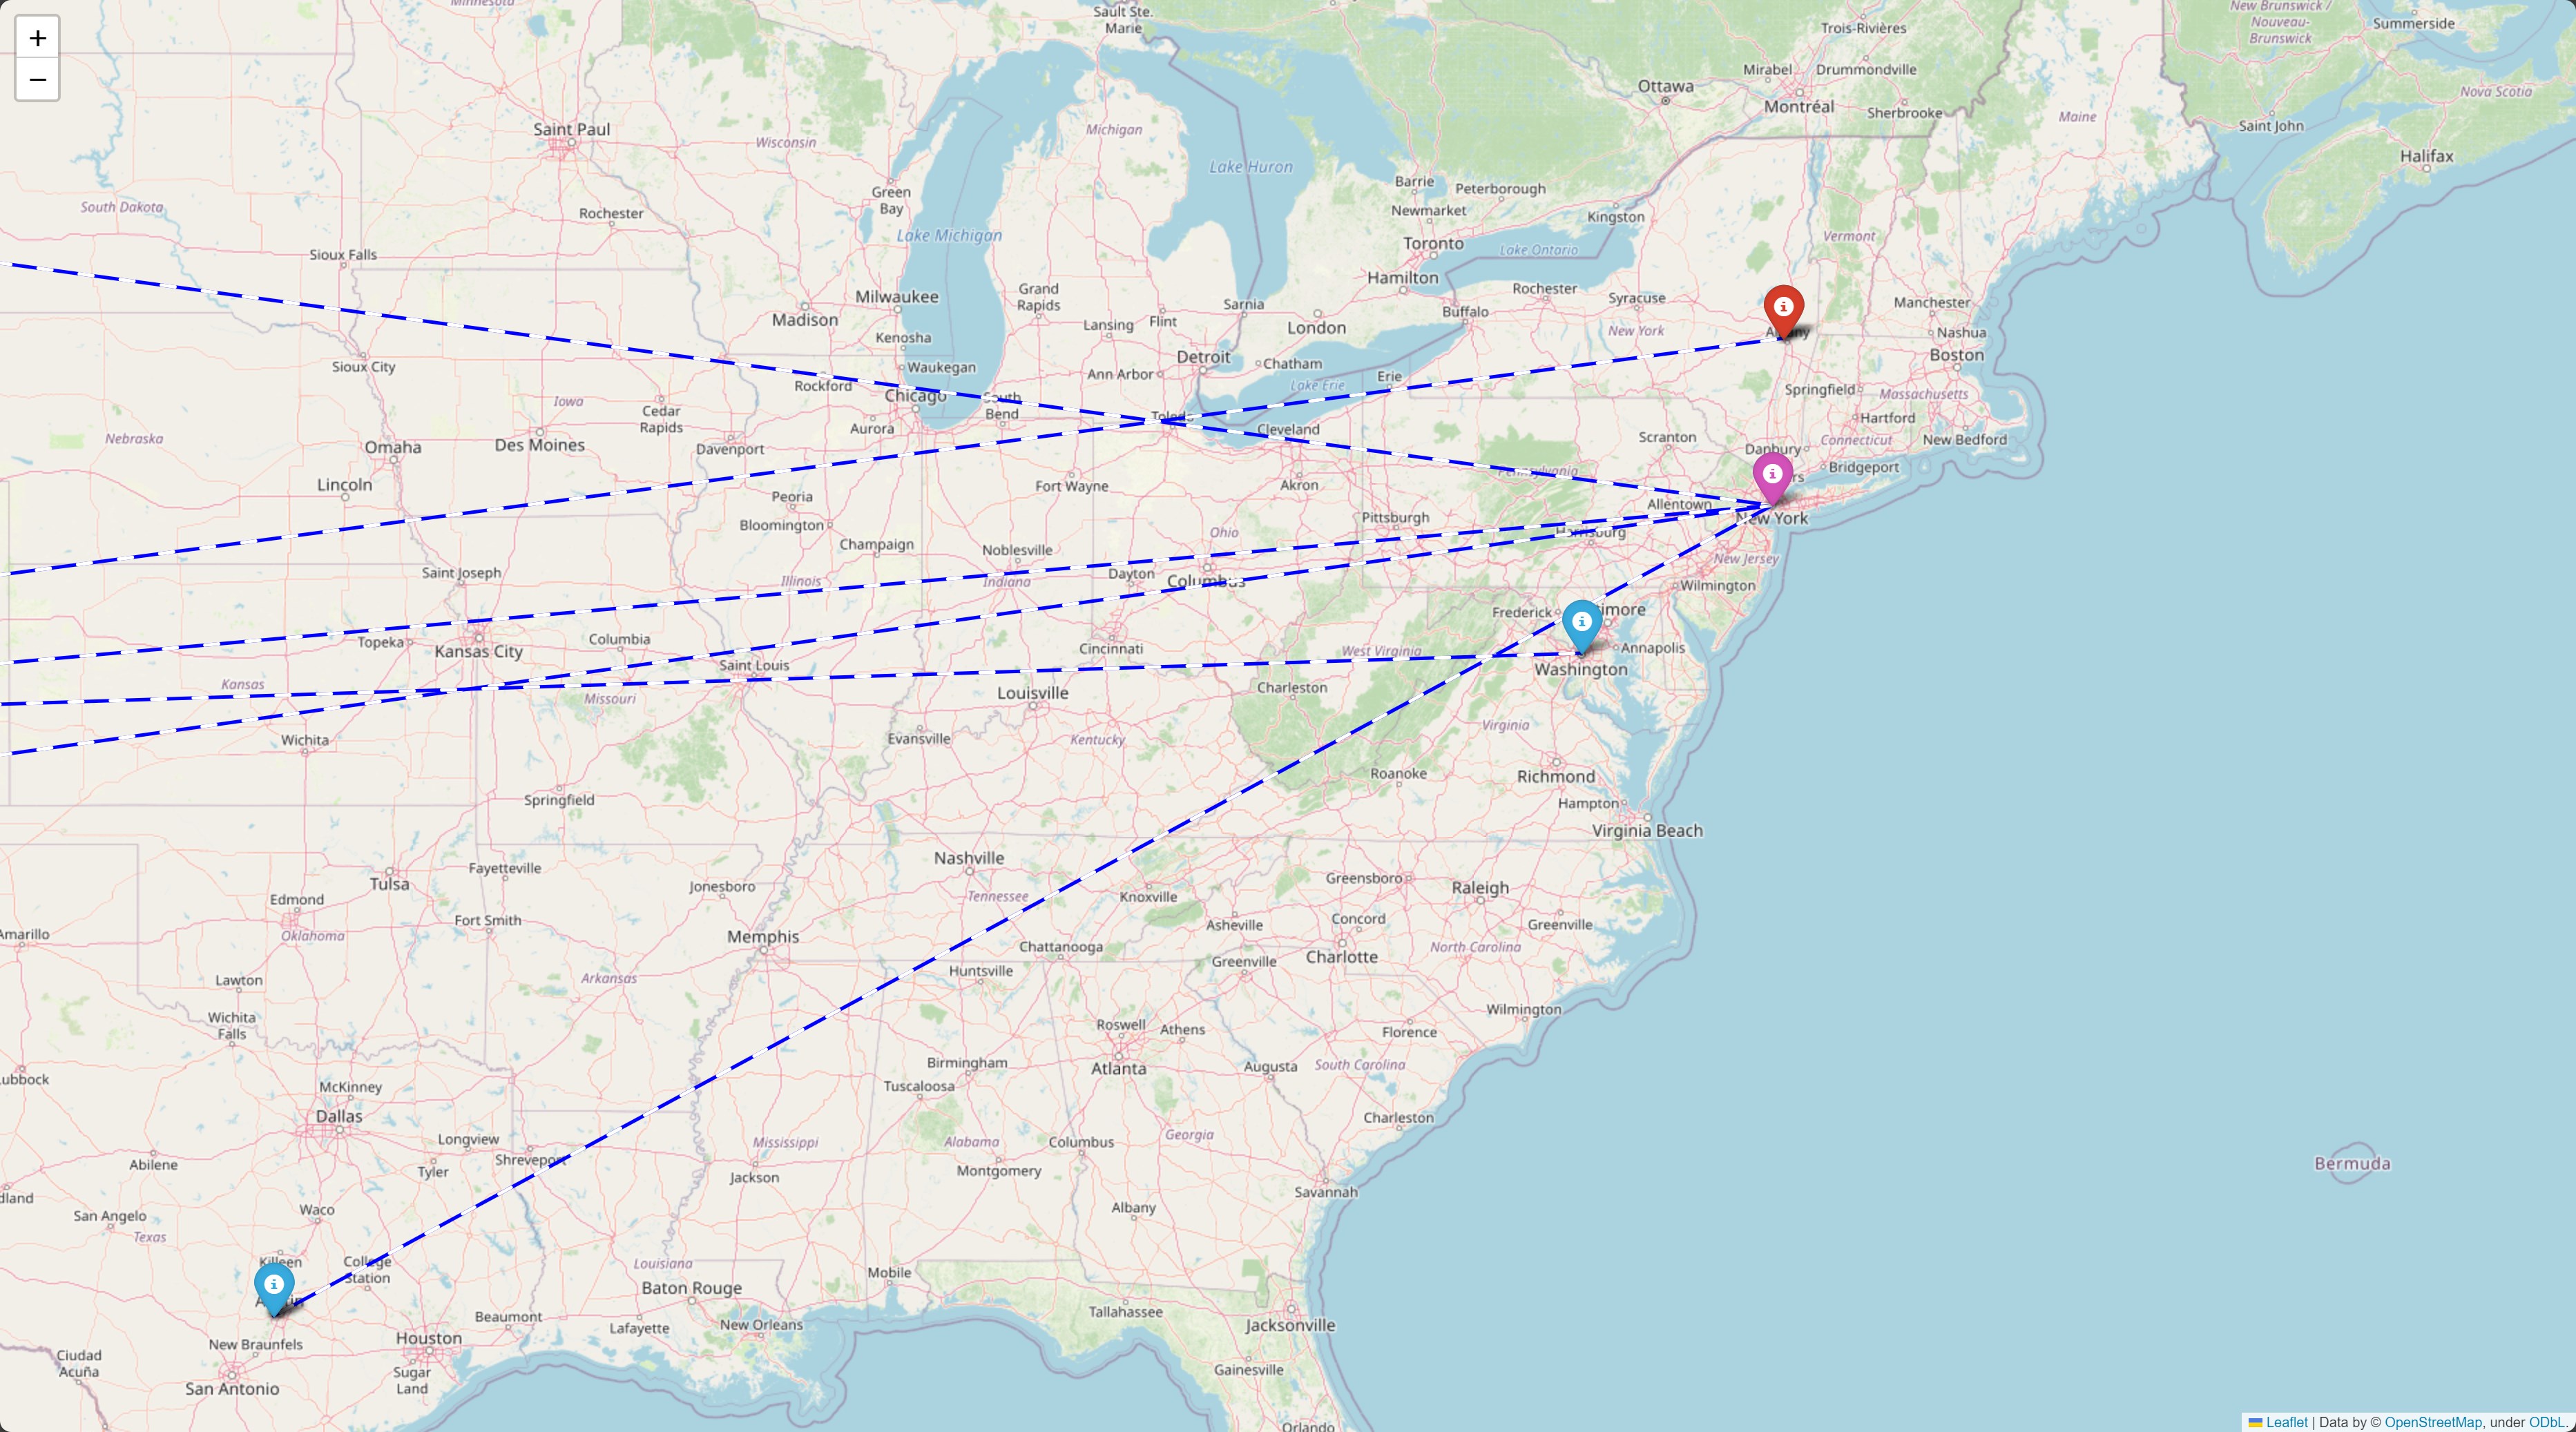 +
−
Minnesota
Sault Ste.
Marie
Trois-Rivières
New Brunswick /
Nouveau-
Brunswick
Summerside
Ottawa
Mirabel
Drummondville
Montréal
Sherbrooke
Nova Scotia
Maine
Saint John
Halifax
Saint Paul
Wisconsin
Michigan
Lake Huron
Barrie
Peterborough
Newmarket
Kingston
Green
Bay
South Dakota
Rochester
Sioux Falls
Lake Michigan
Toronto
Lake Ontario
Vermont
Hamilton
Grand
Rapids
Sarnia
Rochester
Syracuse
Manchester
Milwaukee
Madison
Lansing
Flint
London
Buffalo
New York
Albany
Nashua
Kenosha
Boston
Sioux City
Waukegan
Detroit
Chatham
Ann Arbor
Erie
Lake Erie
Rockford
Chicago
South
Bend
Springfield
Massachusetts
Iowa
Cedar
Rapids
Aurora
Toledo
Cleveland
Hartford
Connecticut
New Bedford
Nebraska
Omaha
Des Moines
Davenport
Scranton
Danbury
Bridgeport
Lincoln
Peoria
Fort Wayne
Akron
Pennsylvania
Allentown
New York
Bloomington
Pittsburgh
Harrisburg
Champaign
Noblesville
Ohio
New Jersey
Saint Joseph
Illinois
Indiana
Dayton
Columbus
Wilmington
Frederick
Topeka
Kansas City
Columbia
Cincinnati
West Virginia
Annapolis
Saint Louis
Washington
Kansas
Missouri
Louisville
Charleston
Virginia
Wichita
Evansville
Kentucky
Roanoke
Richmond
Springfield
Hampton
Virginia Beach
Nashville
Fayetteville
Tulsa
Jonesboro
Tennessee
Knoxville
Greensboro
Raleigh
Edmond
Fort Smith
Oklahoma
Amarillo
Memphis
Chattanooga
Asheville
Concord
Greenville
North Carolina
Charlotte
Lawton
Arkansas
Huntsville
Greenville
Wichita
Falls
Roswell
Athens
Florence
Wilmington
Birmingham
Atlanta
Augusta
South Carolina
McKinney
Tuscaloosa
Dallas
Charleston
Longview
Mississippi
Alabama
Columbus
Georgia
Abilene
Tyler
Shreveport
Jackson
Montgomery
Bermuda
Savannah
San Angelo
Waco
Albany
Texas
Killeen
College
Station
Louisiana
Mobile
Austin
Baton Rouge
Tallahassee
Beaumont
Lafayette
New Orleans
Jacksonville
New Braunfels
Houston
Ciudad
Acuña
Sugar
Land
San Antonio
Gainesville
Orlando
Leaflet | Data by © OpenStreetMap, under ODbL.